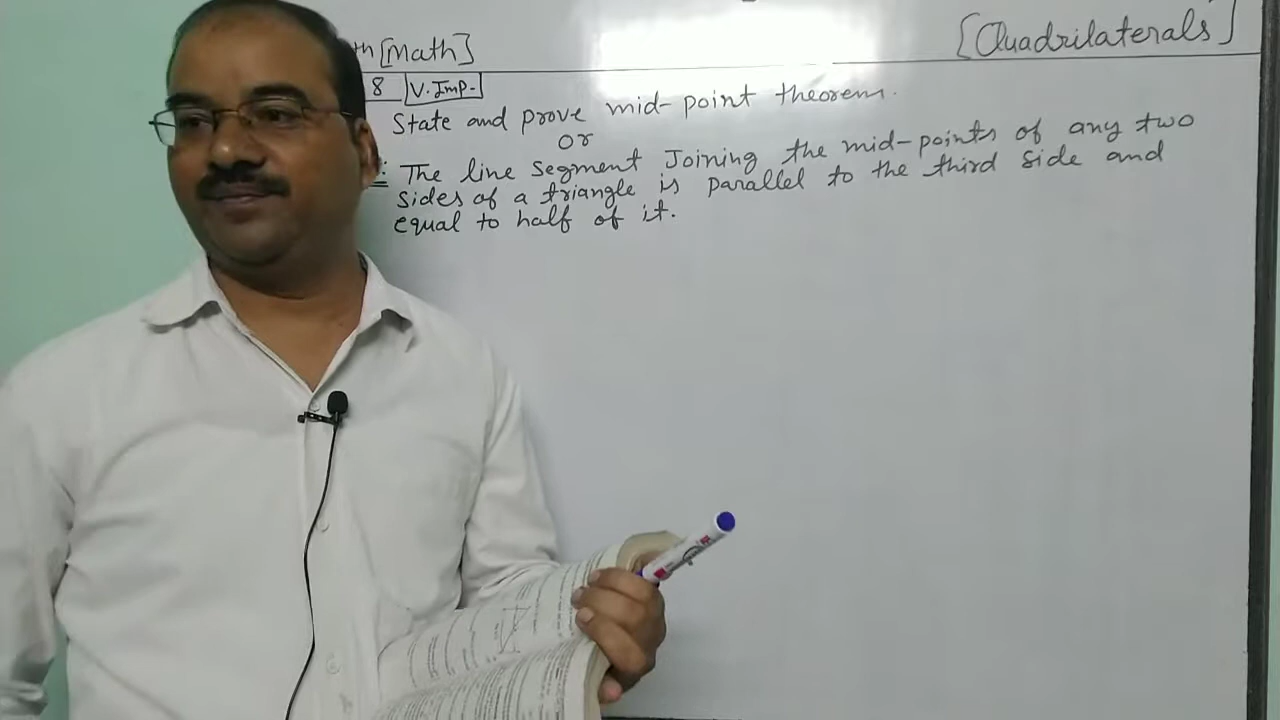 th [Math]
[Quadrilaterals]
8 V. Imp.
State and prove mid-point theorem.
or
: The line segment Joining the mid-points of any two
sides of a triangle is parallel to the third side and
equal to half of it.